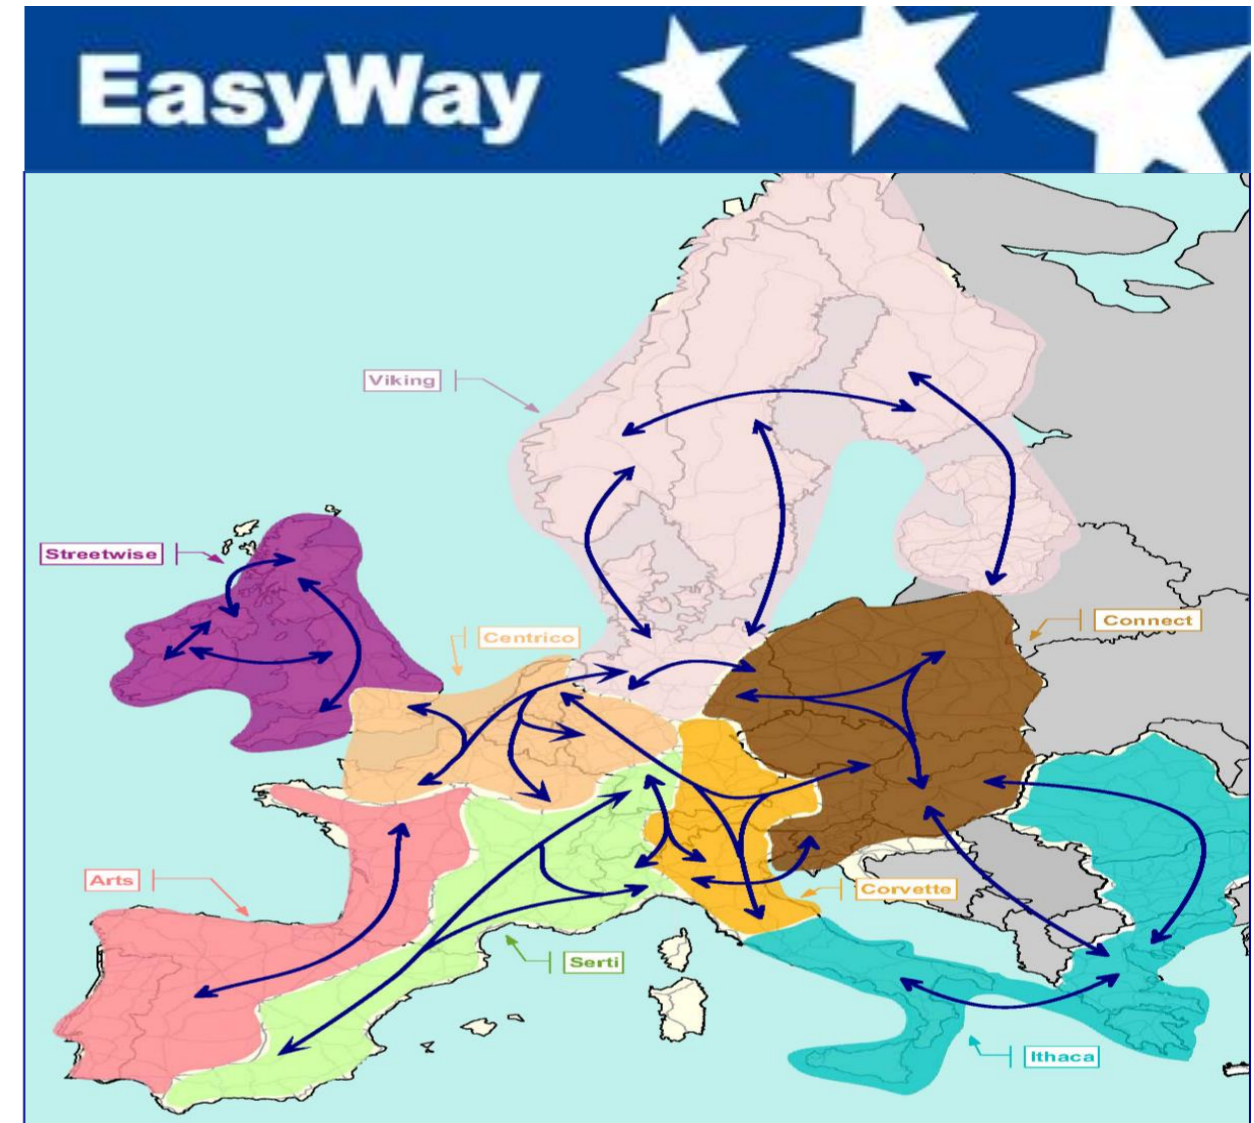 EasyWay
Viking
Streetwise
Centrico
Connect
Arts
Corvette
Serti
Ithaca